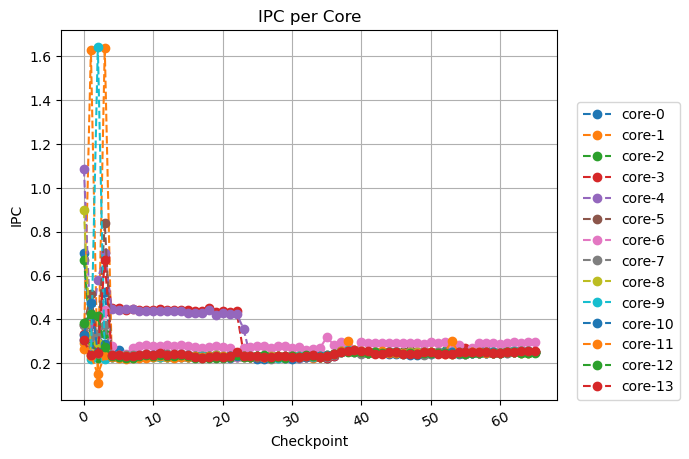 IPC per Core
1.6
1.4
1.2
1.0
0.8
0.6
0.4
0.2
IPC
0
10
20
30
40
50
60
Checkpoint
core-0
core-1
core-2
core-3
core-4
core-5
core-6
core-7
core-8
core-9
core-10
core-11
core-12
core-13